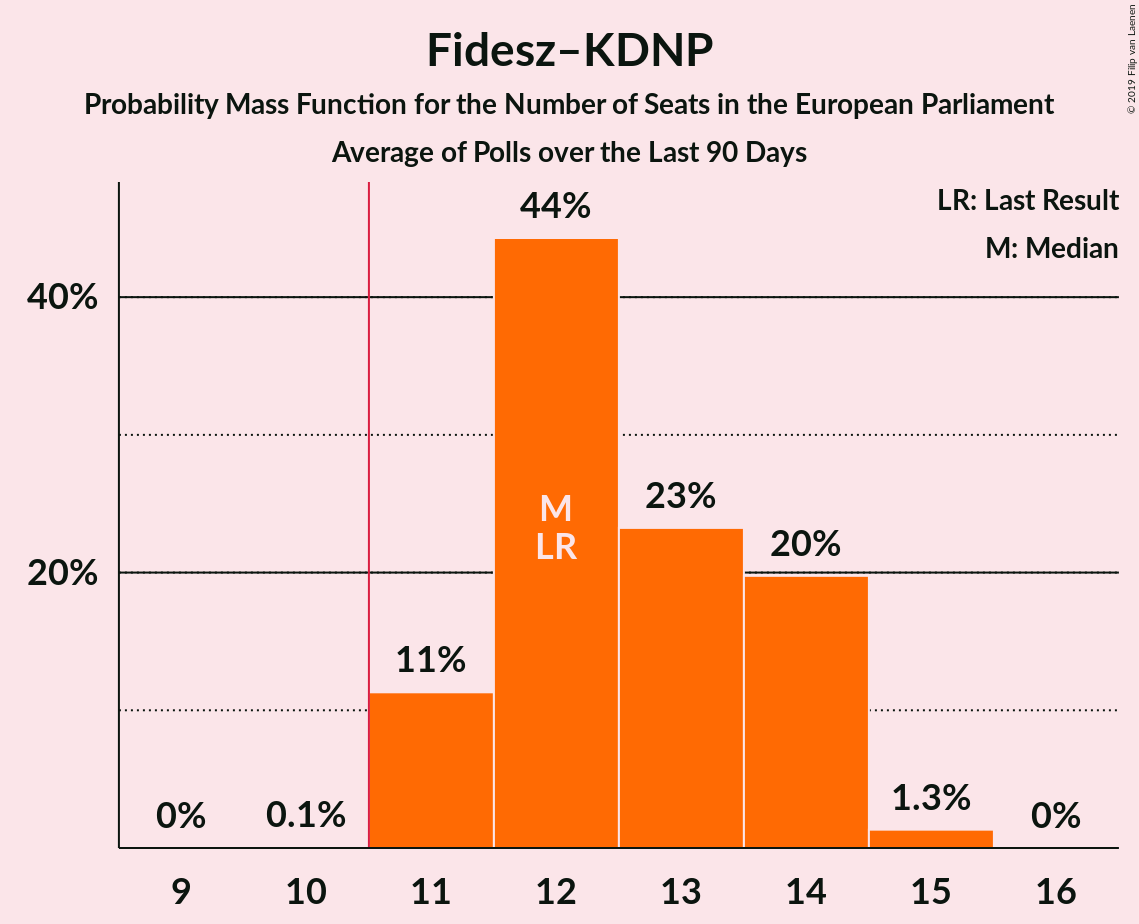 Fidesz–KDNP
Probability Mass Function for the Number of Seats in the European Parliament
Average of Polls over the Last 90 Days
© 2019 Filip van Laenen
LR: Last Result
M: Median
44%
40%
M
LR
23%
20%
20%
11%
1.3%
0%
0.1%
0%
9
10
11
12
13
14
15
16